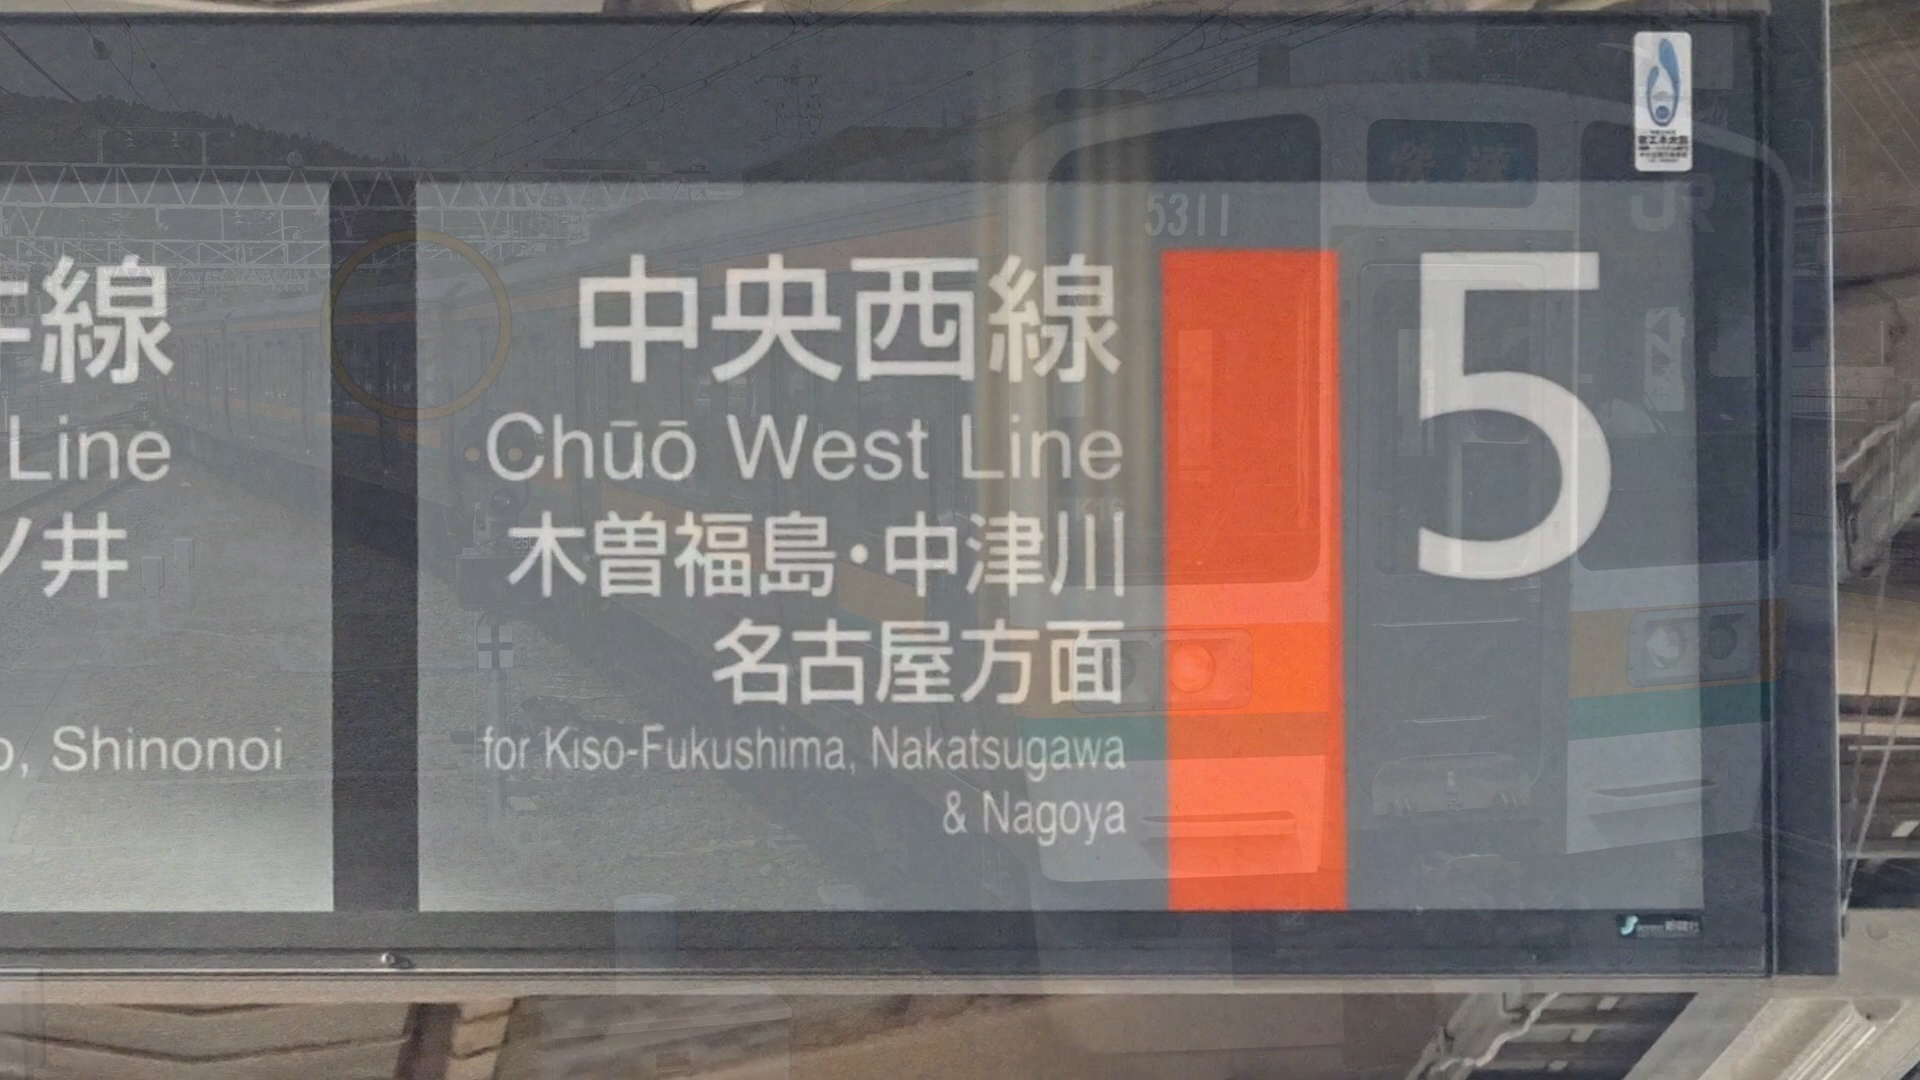 線
Line
ノ井
, Shinonoi
中央西線
Chūō West Line
木曽福島・中津川
名古屋方面
for Kiso-Fukushima, Nakatsugawa
& Nagoya
5
5311
JR